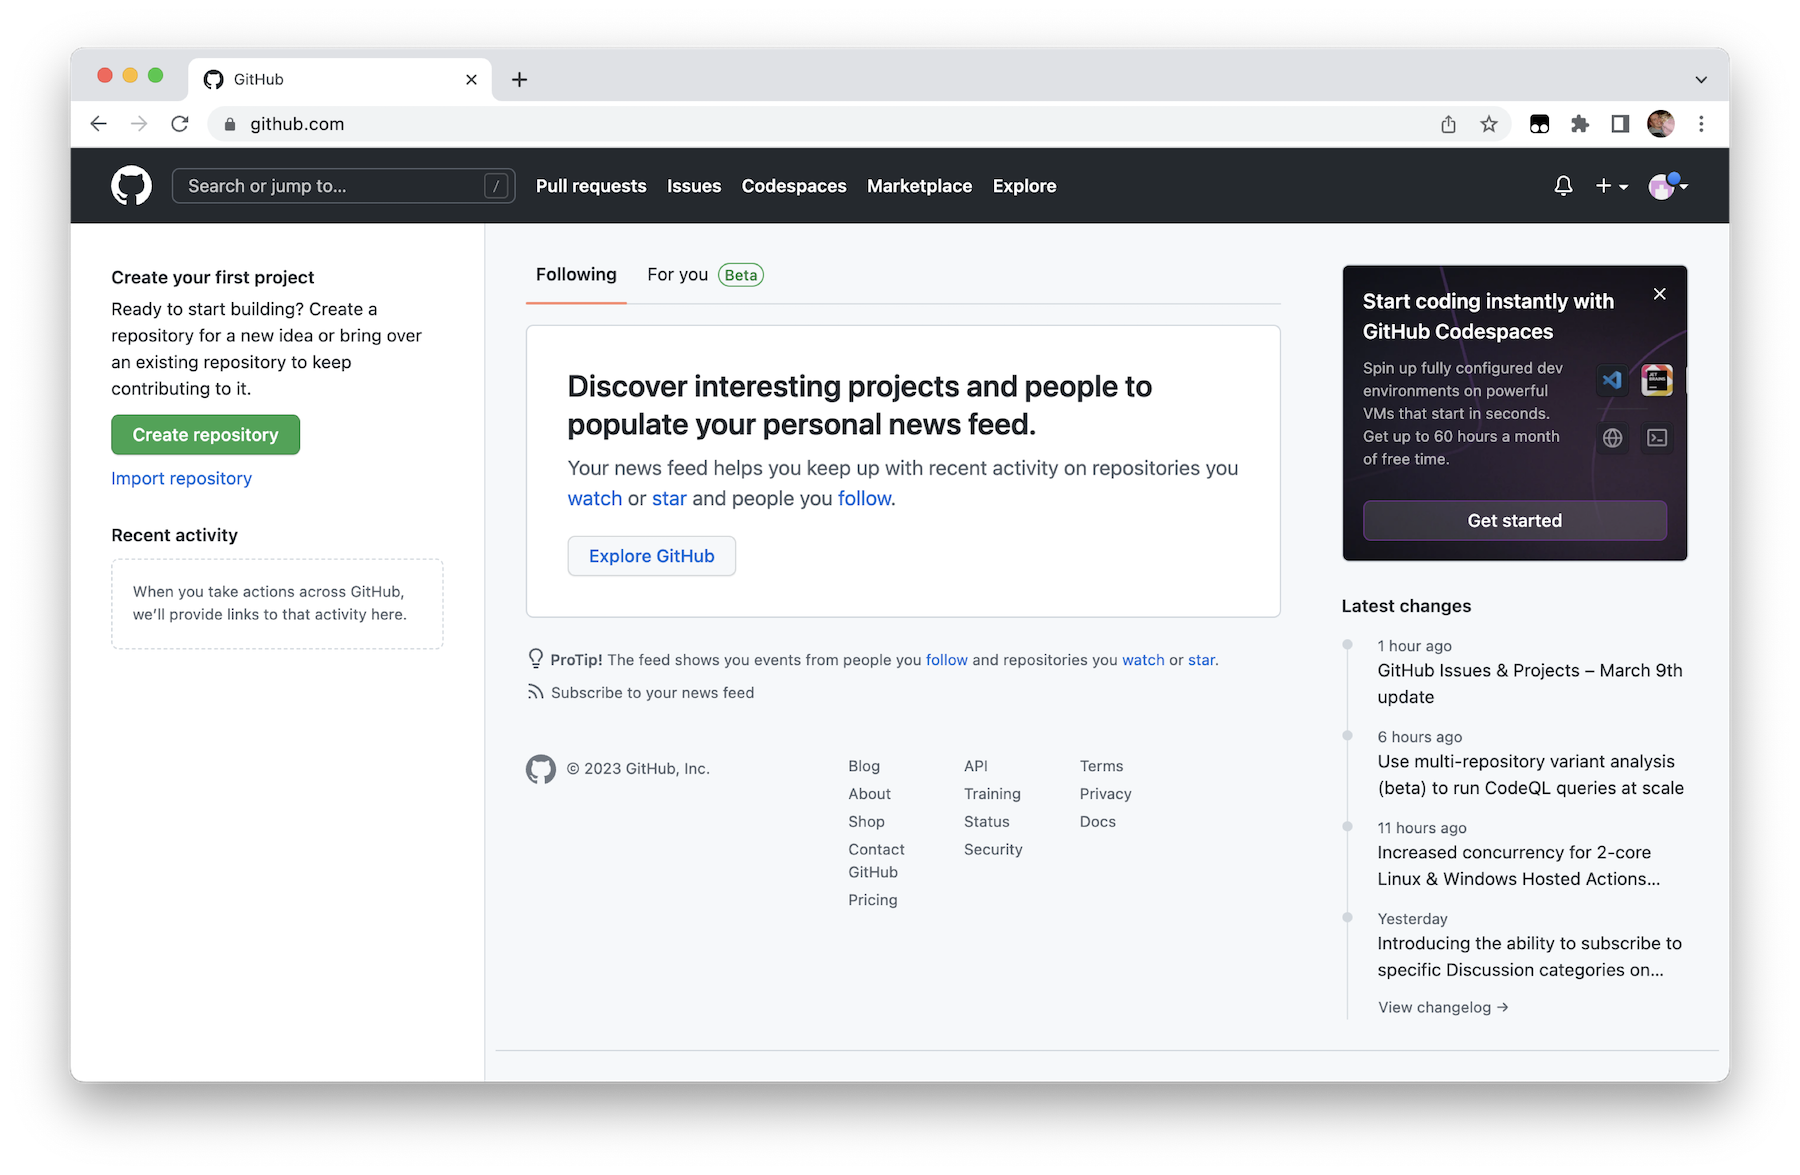 GitHub
github.com
Search or jump to...
/
Pull requests
Issues
Codespaces
Marketplace
Explore
Create your first project
Ready to start building? Create a
repository for a new idea or bring over
an existing repository to keep
contributing to it.
Create repository
Import repository
Recent activity
When you take actions across GitHub,
we’ll provide links to that activity here.
Following
For you
Beta
Discover interesting projects and people to
populate your personal news feed.
Your news feed helps you keep up with recent activity on repositories you
watch or star and people you follow.
Explore GitHub
ProTip! The feed shows you events from people you follow and repositories you watch or star.
Subscribe to your news feed
© 2023 GitHub, Inc.
Blog
About
Shop
Contact
GitHub
Pricing
API
Training
Status
Security
Terms
Privacy
Docs
Start coding instantly with
GitHub Codespaces
Spin up fully configured dev
environments on powerful
VMs that start in seconds.
Get up to 60 hours a month
of free time.
JET
BRAINS
Get started
Latest changes
1 hour ago
GitHub Issues & Projects – March 9th
update
6 hours ago
Use multi-repository variant analysis
(beta) to run CodeQL queries at scale
11 hours ago
Increased concurrency for 2-core
Linux & Windows Hosted Actions...
Yesterday
Introducing the ability to subscribe to
specific Discussion categories on...
View changelog →